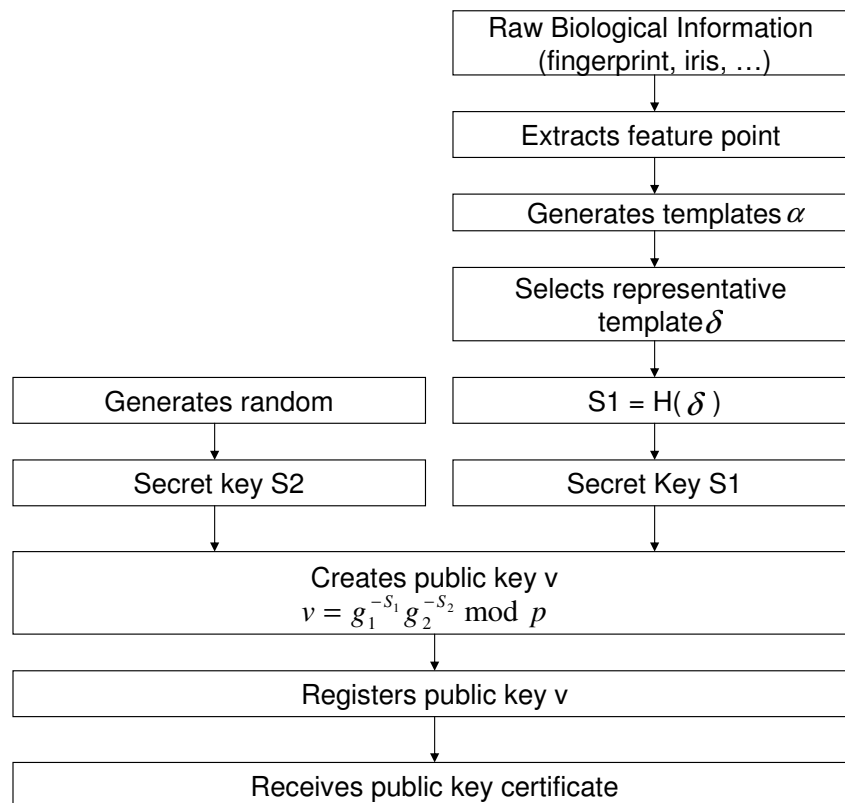 Raw Biological Information
(fingerprint, iris, …)
Extracts feature point
Generates templates α
Selects representative
template δ
Generates random
S1 = H( δ )
Secret key S2
Secret Key S1
Creates public key v
v = g₁^{-S₁} g₂^{-S₂} mod p
Registers public key v
Receives public key certificate